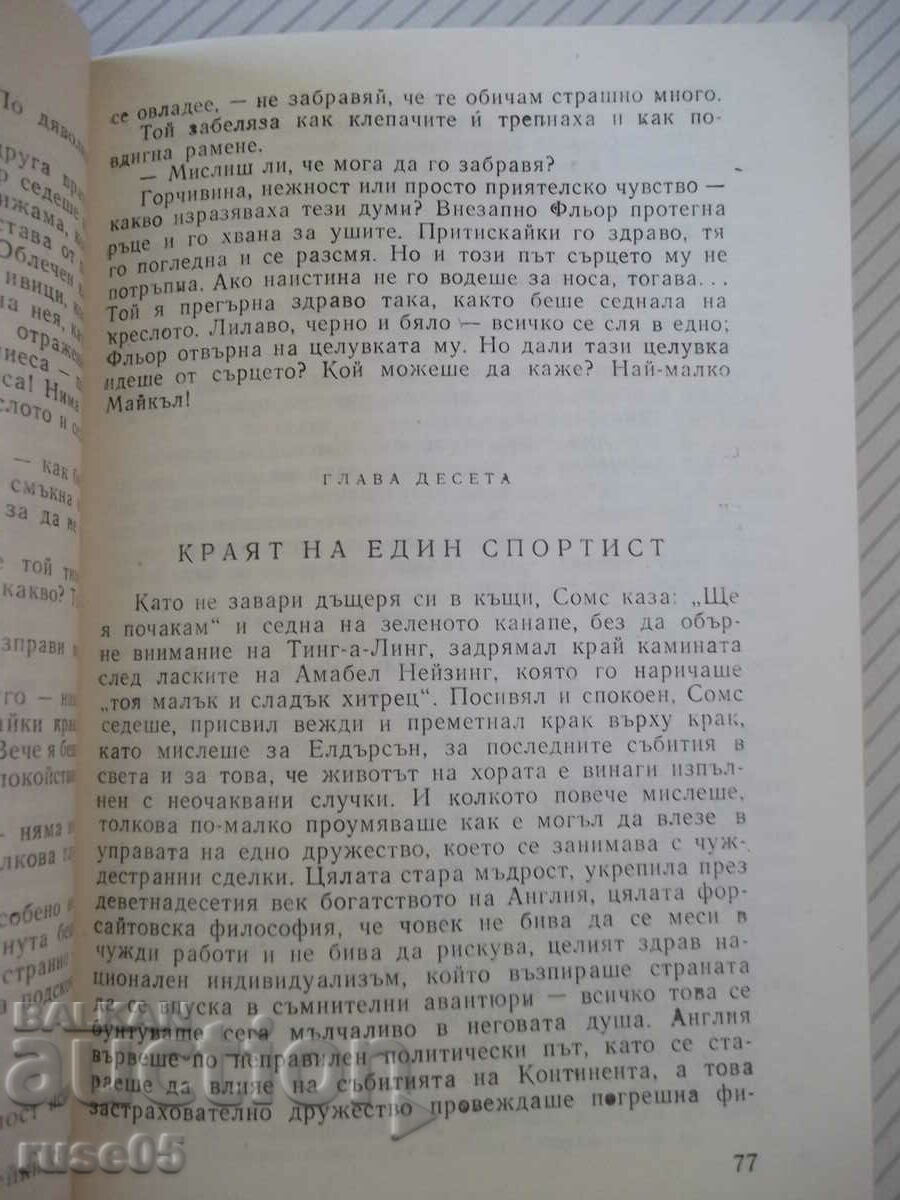 се овладее, — не забравяй, че те обичам страшно много.
Той забеляза как клепачите ѝ трепнаха и как по-
вдигна рамене.
— Мислиш ли, че мога да го забравя?
Горчивина, нежност или просто приятелско чувство —
какво изразяваха тези думи? Внезапно Фльор протегна
ръце и го хвана за ушите. Притискайки го здраво, тя
го погледна и се разсмя. Но и този път сърцето му не
потръпна. Ако наистина не го водеше за носа, тогава...
Той я прегърна здраво така, както беше седнала на
креслото. Лилаво, черно и бяло — всичко се сля в едно;
Фльор отвърна на целувката му. Но дали тази целувка
идеше от сърцето? Кой можеше да каже? Най-малко
Майкъл!
ГЛАВА ДЕСЕТА
КРАЯТ НА ЕДИН СПОРТИСТ
Като не завари дъщеря си в къщи, Сомс каза: „Ще
я почакам“ и седна на зеленото канапе, без да обър-
не внимание на Тинг-а-Линг, задрямал край камината
след ласките на Амабел Нейзинг, която го наричаше
„тоя малък и сладък хитрец“. Посивял и спокоен, Сомс
седеше, присвил вежди и преметнал крак върху крак,
като мислеше за Елдърсън, за последните събития в
света и за това, че животът на хората е винаги изпъл-
нен с неочаквани случки. И колкото повече мислеше,
толкова по-малко проумяваше как е могъл да влезе в
управата на едно дружество, което се занимава с чуж-
дестранни сделки. Цялата стара мъдрост, укрепила през
деветнадесетия век богатството на Англия, цялата фор-
сайтовска философия, че човек не бива да се меси в
чужди работи и не бива да рискува, целият здрав на-
ционален индивидуализъм, който възпираше страната
да се впуска в съмнителни авантюри — всичко това се
бунтуваше сега мълчаливо в неговата душа. Англия
вървеше по неправилен политически път, като се ста-
раеше да влияе на събитията на Континента, а това
застрахователно дружество провеждаше погрешна фи-
77
BALKAN
auction
ruse05